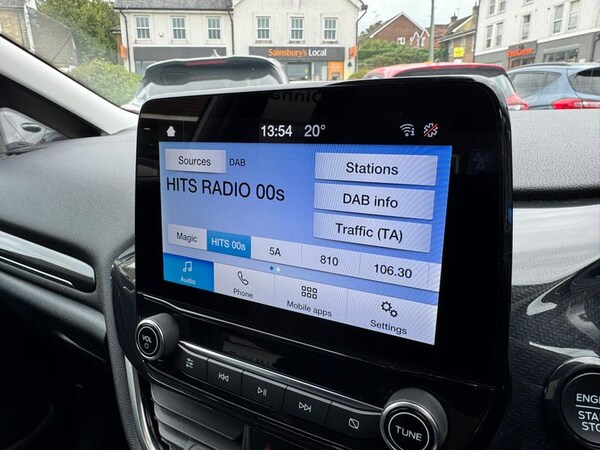 Sainsbury's Local
13:54 20°
Sources DAB
Stations
HITS RADIO 00s
DAB info
Traffic (TA)
Magic HITS 00s 5A 810 106.30
Audio Phone Mobile apps Settings
VOL
TUNE